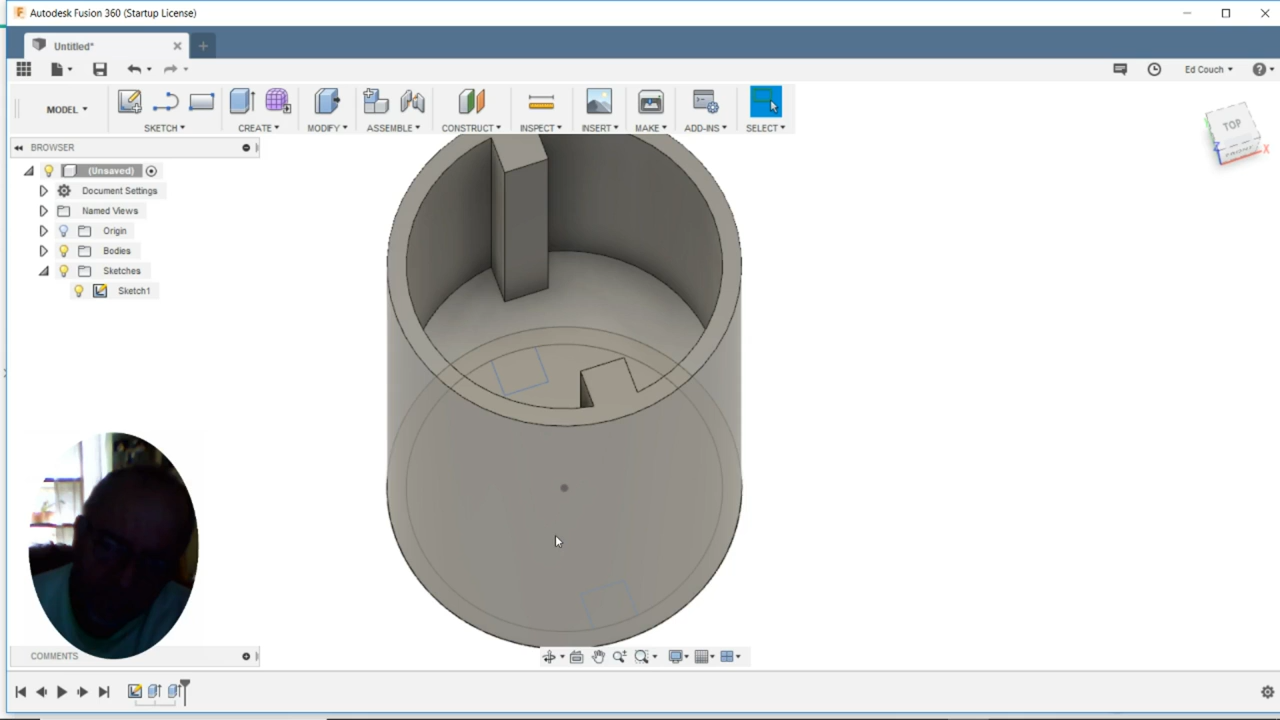 Autodesk Fusion 360 (Startup License)
Untitled*
Ed Couch
MODEL
SKETCH
CREATE
MODIFY
ASSEMBLE
CONSTRUCT
INSPECT
INSERT
MAKE
ADD-INS
SELECT
TOP
FRONT
X
Z
BROWSER
(Unsaved)
Document Settings
Named Views
Origin
Bodies
Sketches
Sketch1
COMMENTS